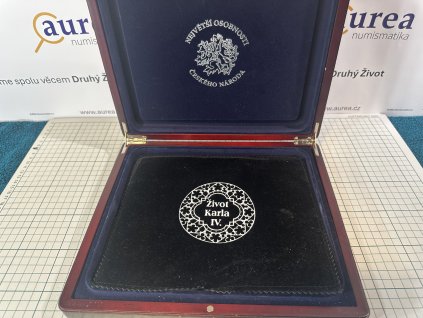 aurea
numismatika
aurea
numismatika
me spolu věcem Druhý Život
Druhý Život
www.aurea.cz
NEJVĚTŠÍ OSOBNOSTI
ČESKÉHO NÁRODA
Život
Karla
IV.